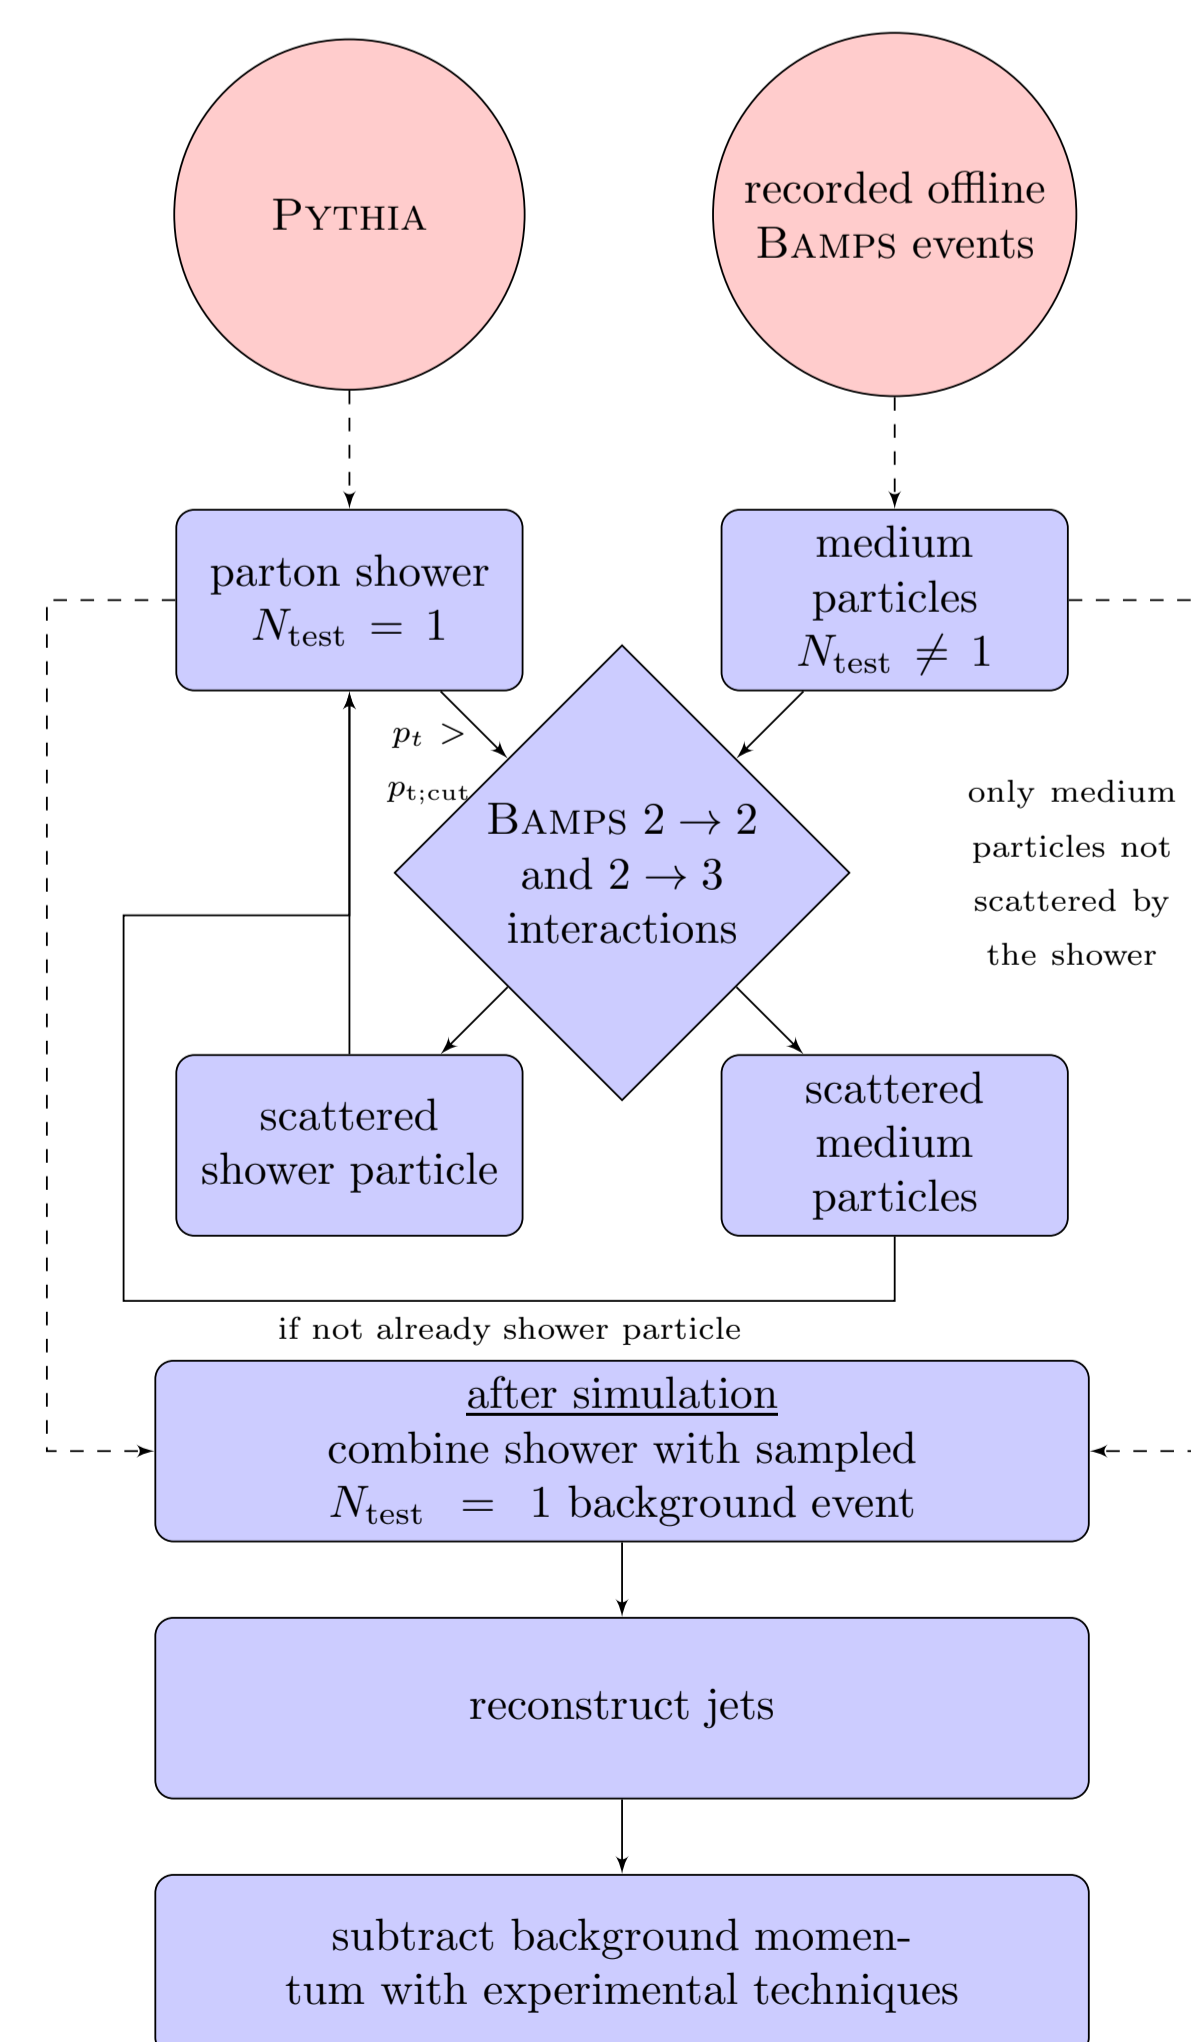 PYTHIA
recorded offline
BAMPS events
parton shower
N_test = 1
medium
particles
N_test ≠ 1
p_t >
p_t;cut
BAMPS 2 → 2
and 2 → 3
interactions
only medium
particles not
scattered by
the shower
scattered
shower particle
scattered
medium
particles
if not already shower particle
after simulation
combine shower with sampled
N_test = 1 background event
reconstruct jets
subtract background momen-
tum with experimental techniques